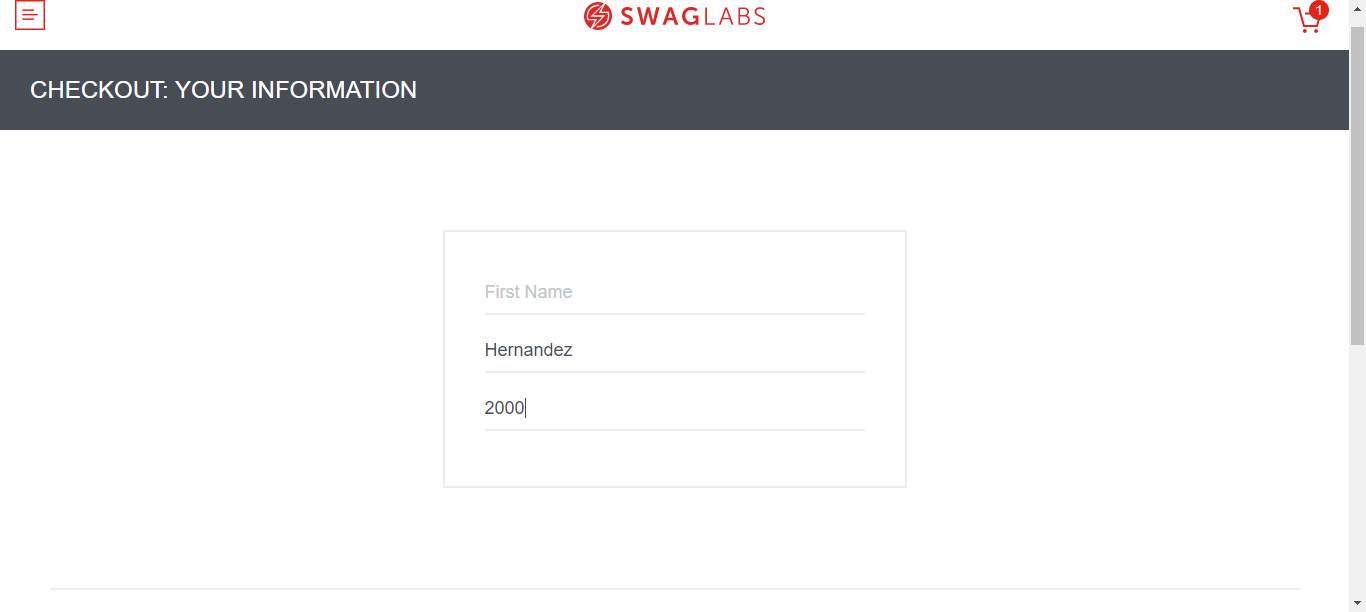 SWAGLABS
1
CHECKOUT: YOUR INFORMATION
First Name
Hernandez
2000